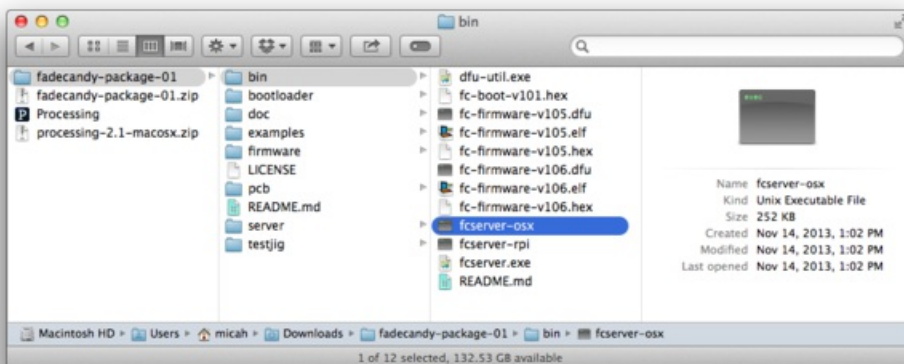 bin
fadecandy-package-01
fadecandy-package-01.zip
Processing
processing-2.1-macosx.zip
bin
bootloader
doc
examples
firmware
LICENSE
pcb
README.md
server
testjig
dfu-util.exe
fc-boot-v101.hex
fc-firmware-v105.dfu
fc-firmware-v105.elf
fc-firmware-v105.hex
fc-firmware-v106.dfu
fc-firmware-v106.elf
fc-firmware-v106.hex
fcserver-osx
fcserver-rpi
fcserver.exe
README.md
exec
Name fcserver-osx
Kind Unix Executable File
Size 252 KB
Created Nov 14, 2013, 1:02 PM
Modified Nov 14, 2013, 1:02 PM
Last opened Nov 14, 2013, 1:02 PM
Macintosh HD Users micah Downloads fadecandy-package-01 bin fcserver-osx
1 of 12 selected, 132.53 GB available